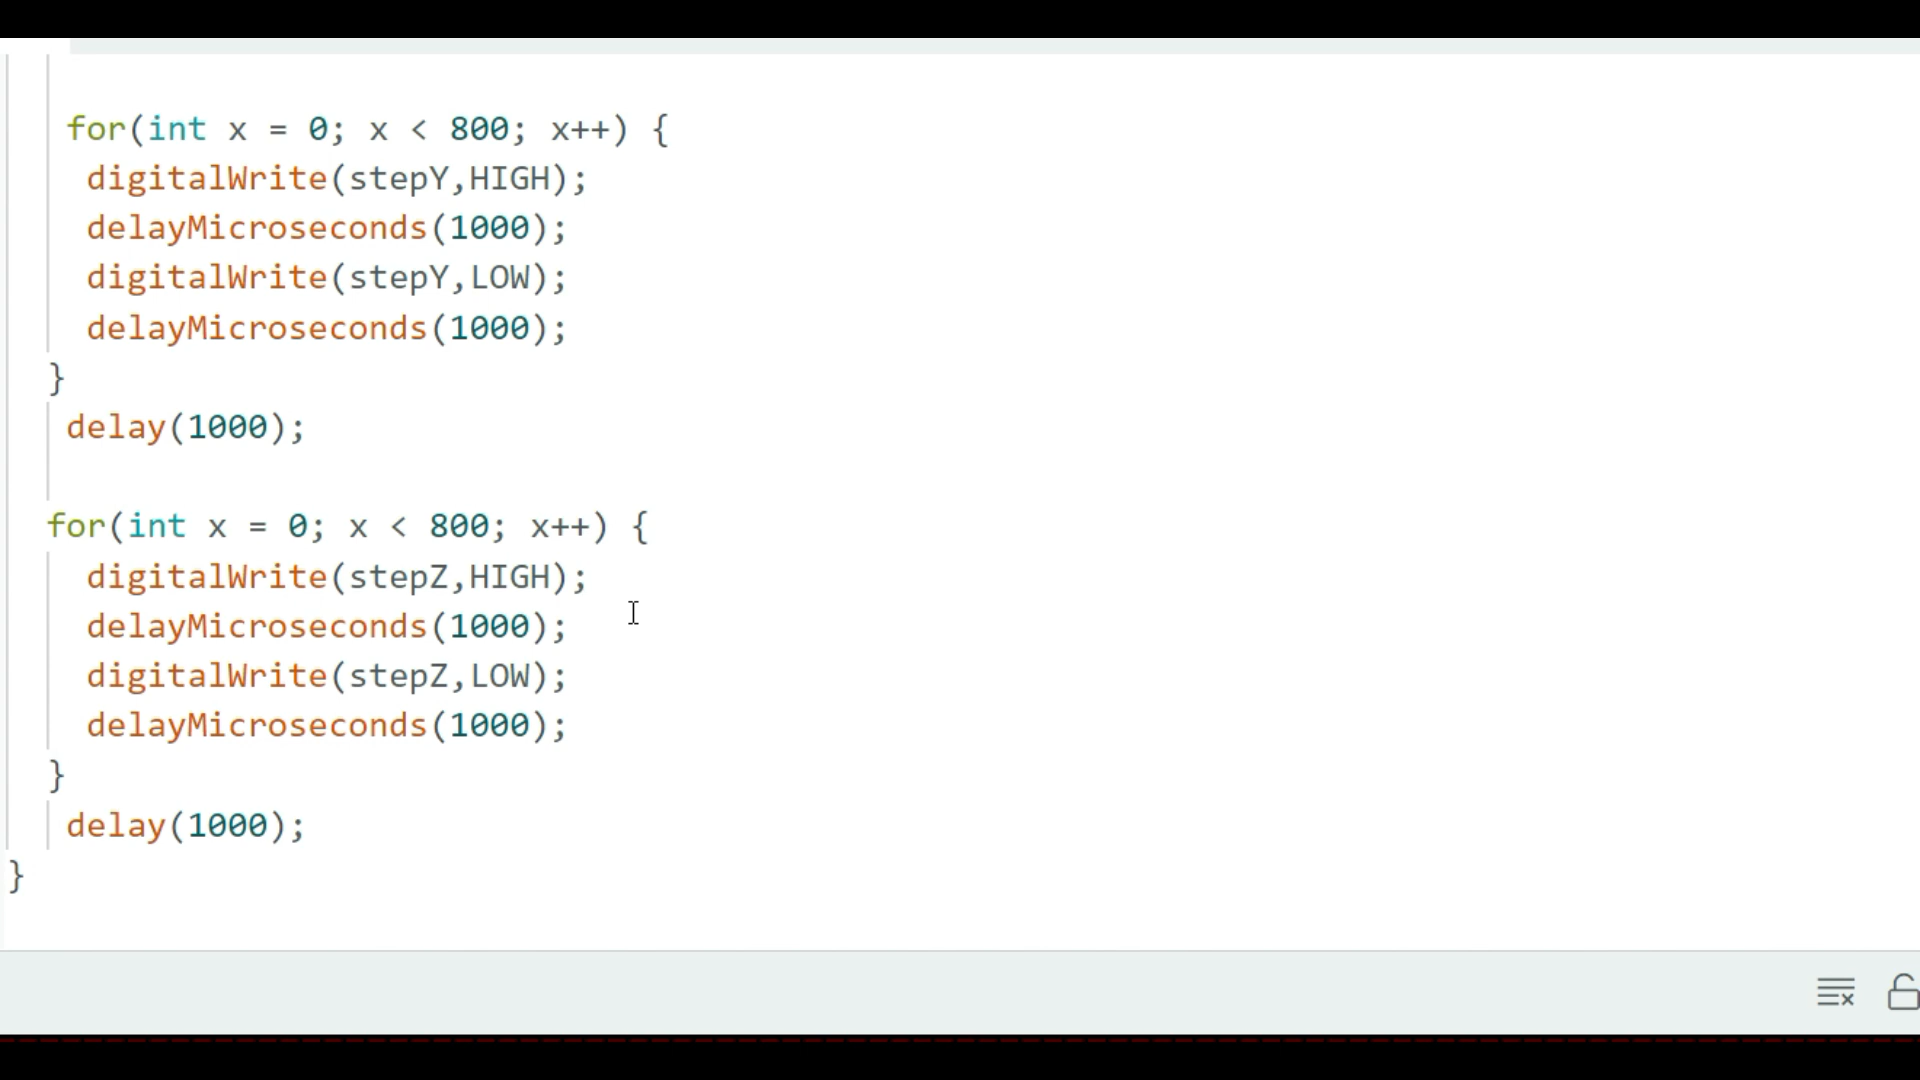 for(int x = 0; x < 800; x++) {
digitalWrite(stepY,HIGH);
delayMicroseconds(1000);
digitalWrite(stepY,LOW);
delayMicroseconds(1000);
}
delay(1000);
for(int x = 0; x < 800; x++) {
digitalWrite(stepZ,HIGH);
delayMicroseconds(1000);
digitalWrite(stepZ,LOW);
delayMicroseconds(1000);
}
delay(1000);
}